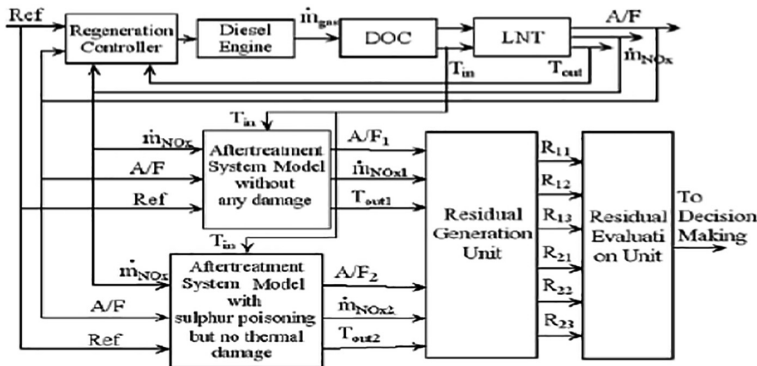 Ref
Regeneration
Controller
Diesel
Engine
ṁgas
DOC
LNT
A/F
ṁNOx
Tin
Tout
Tin
ṁNOx
A/F
Ref
Aftertreatment
System Model
without
any damage
A/F1
ṁNOx1
Tout1
Tin
ṁNOx
A/F
Ref
Aftertreatment
System Model
with
sulphur poisoning
but no thermal
damage
A/F2
ṁNOx2
Tout2
Residual
Generation
Unit
R11
R12
R13
R21
R22
R23
Residual
Evaluati
on Unit
To
Decision
Making